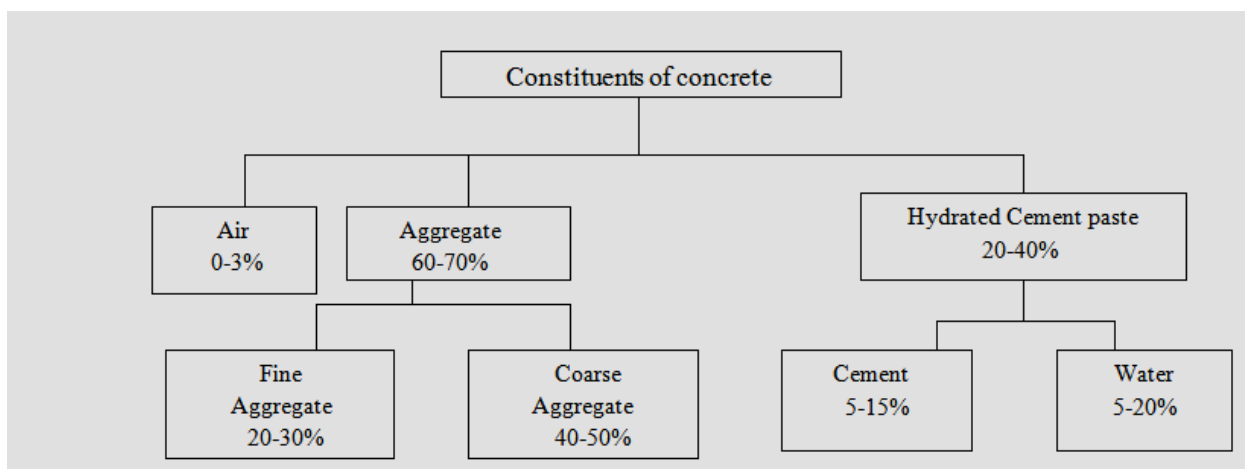 Constituents of concrete
Air
0-3%
Aggregate
60-70%
Hydrated Cement paste
20-40%
Fine
Aggregate
20-30%
Coarse
Aggregate
40-50%
Cement
5-15%
Water
5-20%